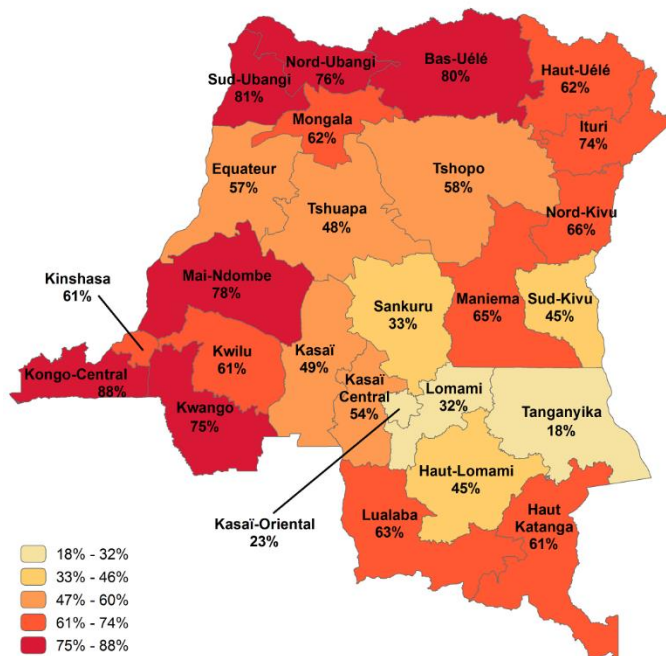 Nord-Ubangi
76%
Bas-Uélé
80%
Haut-Uélé
62%
Sud-Ubangi
81%
Mongala
62%
Ituri
74%
Equateur
57%
Tshopo
58%
Tshuapa
48%
Nord-Kivu
66%
Kinshasa
61%
Mai-Ndombe
78%
Sankuru
33%
Maniema
65%
Sud-Kivu
45%
Kongo-Central
88%
Kwilu
61%
Kasaï
49%
Kasaï
Central
54%
Lomami
32%
Tanganyika
18%
Kwango
75%
Haut-Lomami
45%
Kasaï-Oriental
23%
Lualaba
63%
Haut
Katanga
61%
18% - 32%
33% - 46%
47% - 60%
61% - 74%
75% - 88%